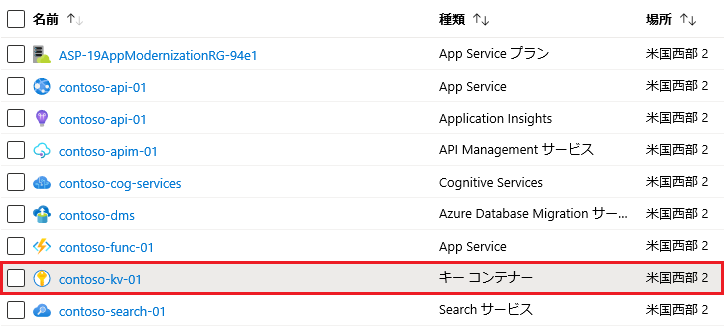 名前 ↑↓ 種類 ↑↓ 場所 ↑↓
ASP-19AppModernizationRG-94e1 App Service プラン 米国西部 2
contoso-api-01 App Service 米国西部 2
contoso-api-01 Application Insights 米国西部 2
contoso-apim-01 API Management サービス 米国西部 2
contoso-cog-services Cognitive Services 米国西部 2
contoso-dms Azure Database Migration サー... 米国西部 2
contoso-func-01 App Service 米国西部 2
contoso-kv-01 キー コンテナー 米国西部 2
contoso-search-01 Search サービス 米国西部 2